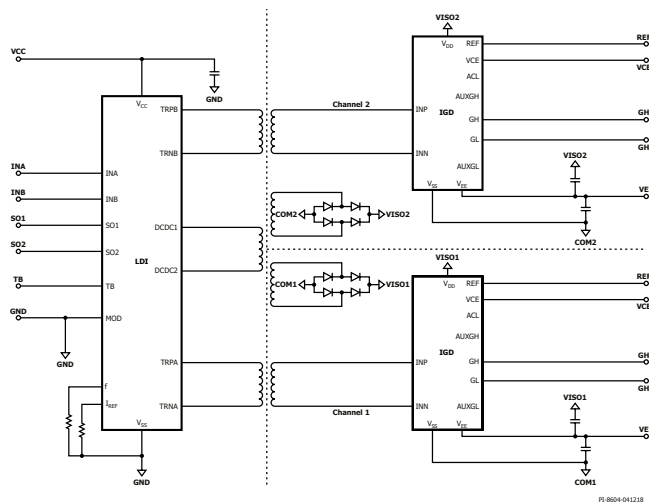 VISO2
VCC
VDD
REF
REF
VCE
VCE
ACL
GND
AUXGH
VCC
TRPB
Channel 2
INP
IGD
GH
GH
GL
GH
TRNB
INN
AUXGL
VISO2
INA
INA
VSS
VEE
VE
INB
INB
SO1
SO1
DCDC1
COM2
VISO2
COM2
SO2
SO2
LDI
VISO1
DCDC2
COM1
VISO1
VDD
REF
REF
TB
TB
VCE
VCE
ACL
GND
MOD
AUXGH
GND
TRPA
INP
IGD
GH
GH
GL
GH
f
IREF
TRNA
Channel 1
INN
AUXGL
VISO1
VSS
VSS
VEE
VE
GND
COM1
PI-8604-041218